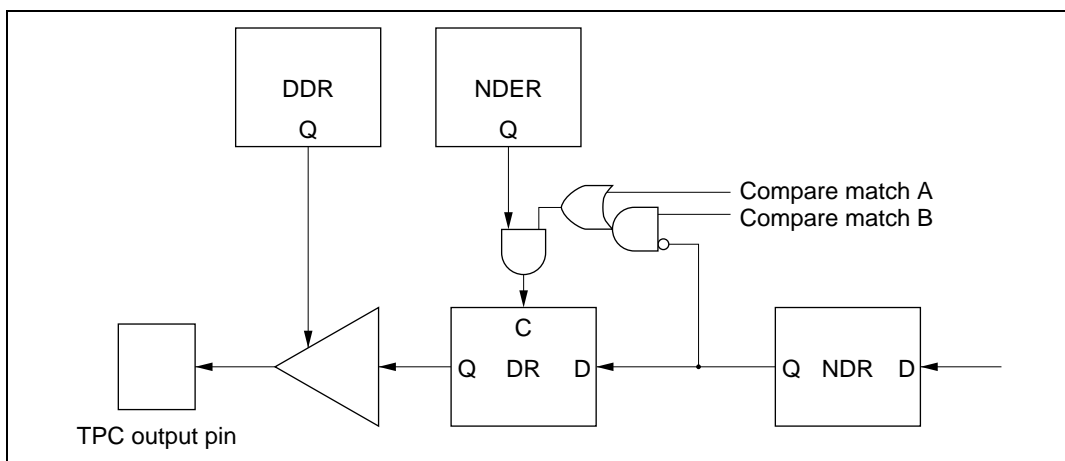 DDR
Q
NDER
Q
Compare match A
Compare match B
C
Q DR D
Q NDR D
TPC output pin